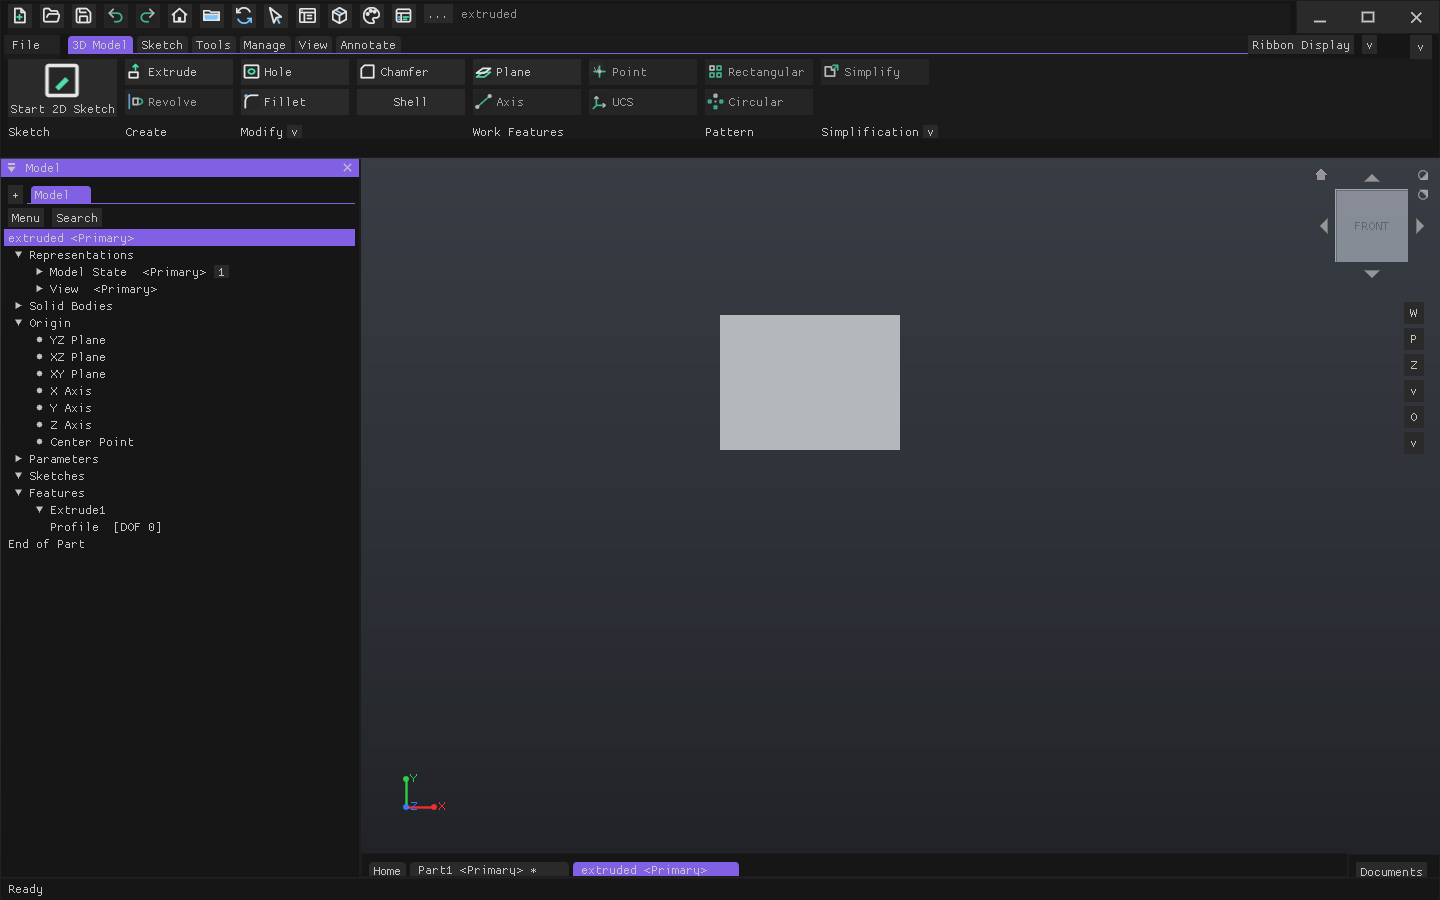 ... extruded
File 3D Model Sketch Tools Manage View Annotate Ribbon Display v v
Start 2D Sketch
Extrude
Revolve
Hole
Fillet
Chamfer
Shell
Plane
Axis
Point
UCS
Rectangular
Circular
Simplify
Sketch Create Modify v Work Features Pattern Simplification v
Model
+ Model
Menu Search
extruded <Primary>
Representations
Model State <Primary> 1
View <Primary>
Solid Bodies
Origin
YZ Plane
XZ Plane
XY Plane
X Axis
Y Axis
Z Axis
Center Point
Parameters
Sketches
Features
Extrude1
Profile [DOF 0]
End of Part
FRONT
W
P
Z
v
O
v
Y
Z X
Home Part1 <Primary> * extruded <Primary> Documents
Ready